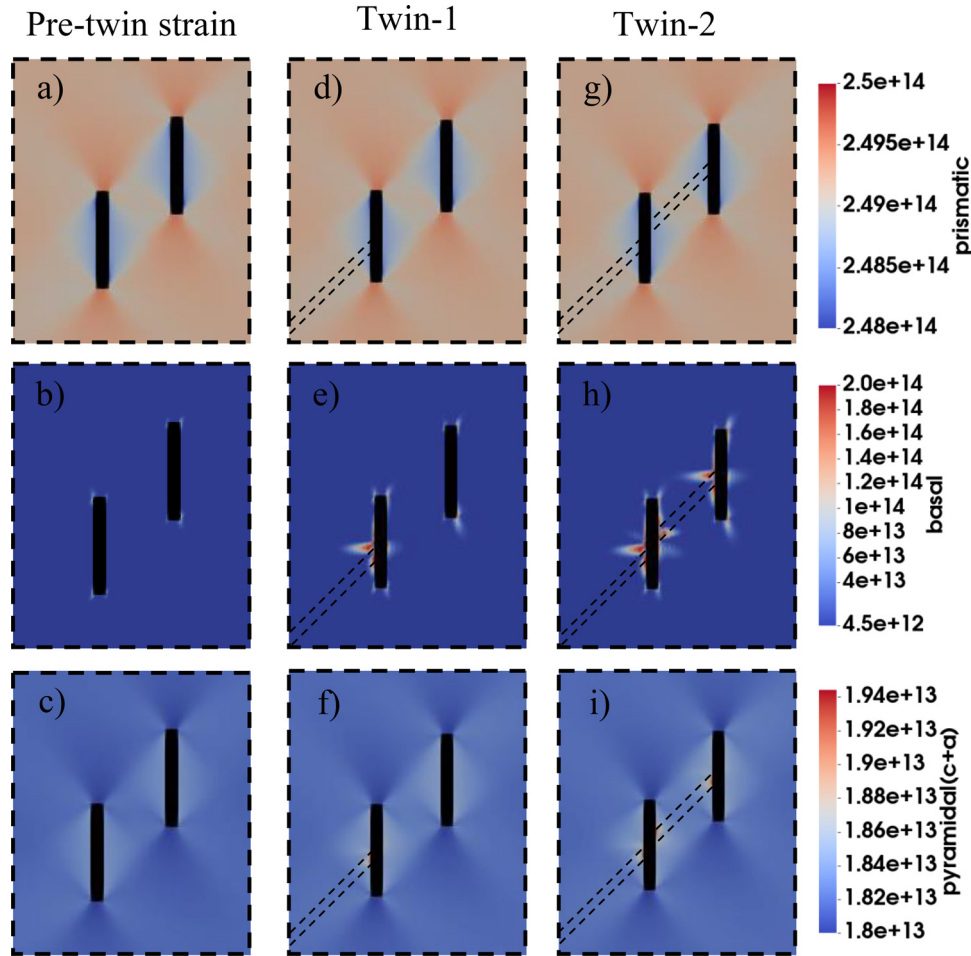 Pre-twin strain Twin-1 Twin-2
a) d) g)
2.5e+14
2.495e+14
2.49e+14
2.485e+14
2.48e+14
prismatic
b) e) h)
2.0e+14
1.8e+14
1.6e+14
1.4e+14
1.2e+14
1e+14
8e+13
6e+13
4e+13
4.5e+12
basal
c) f) i)
1.94e+13
1.92e+13
1.9e+13
1.88e+13
1.86e+13
1.84e+13
1.82e+13
1.8e+13
pyramidal(c+a)